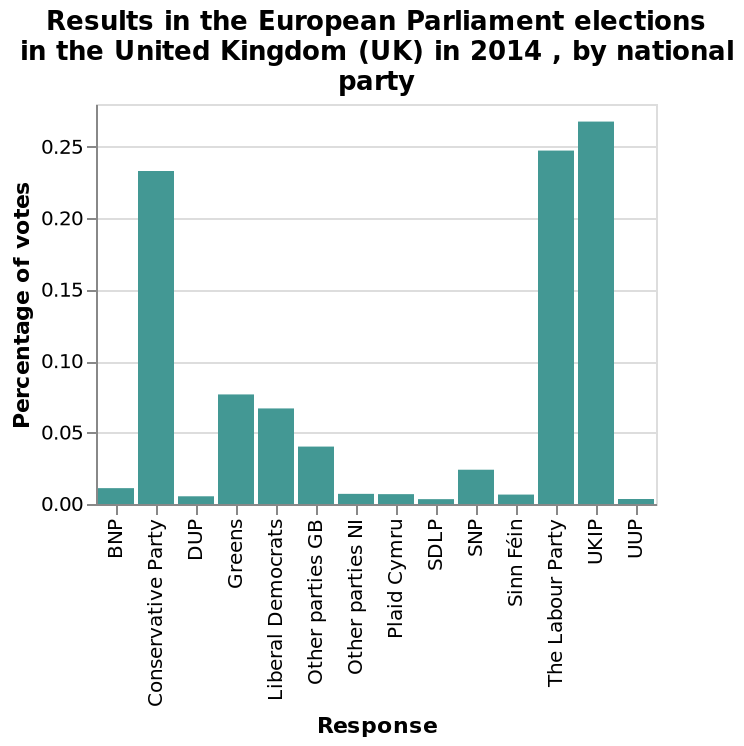 Results in the European Parliament elections
in the United Kingdom (UK) in 2014 , by national
party
Percentage of votes
0.25
0.20
0.15
0.10
0.05
0.00
BNP
Conservative Party
DUP
Greens
Liberal Democrats
Other parties GB
Other parties NI
Plaid Cymru
SDLP
SNP
Sinn Féin
The Labour Party
UKIP
UUP
Response